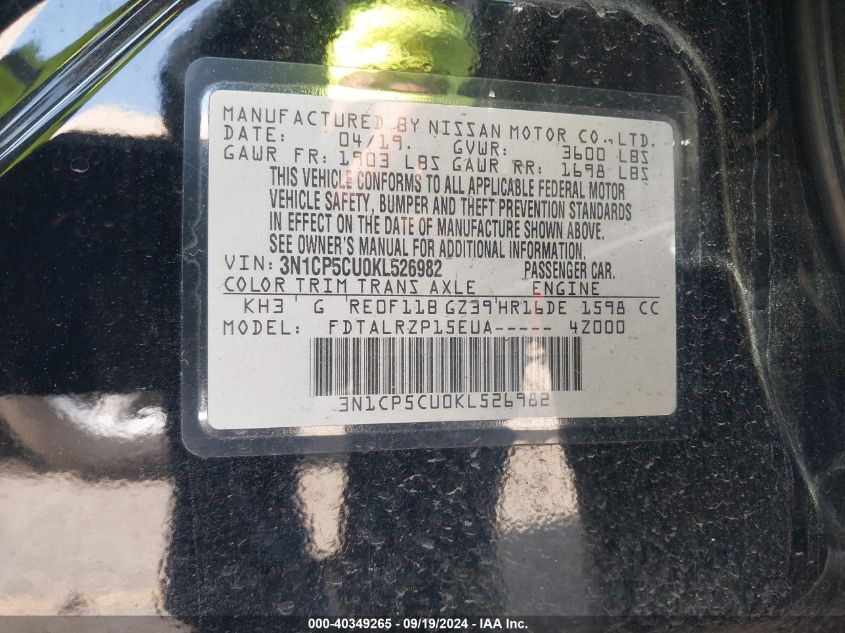 MANUFACTURED BY NISSAN MOTOR CO., LTD.
DATE: 04/19. GVWR: 3600 LBS
GAWR FR: 1903 LBS GAWR RR: 1698 LBS
THIS VEHICLE CONFORMS TO ALL APPLICABLE FEDERAL MOTOR
VEHICLE SAFETY, BUMPER AND THEFT PREVENTION STANDARDS
IN EFFECT ON THE DATE OF MANUFACTURE SHOWN ABOVE.
SEE OWNER'S MANUAL FOR ADDITIONAL INFORMATION.
VIN: 3N1CP5CU0KL526982 PASSENGER CAR.
COLOR TRIM TRANS AXLE ENGINE
KH3 G RE0F11B GZ39 HR16DE 1598 CC
MODEL: FDTALRZP15EUA----- 4Z000
3N1CP5CU0KL526982
000-40349265 - 09/19/2024 - IAA Inc.